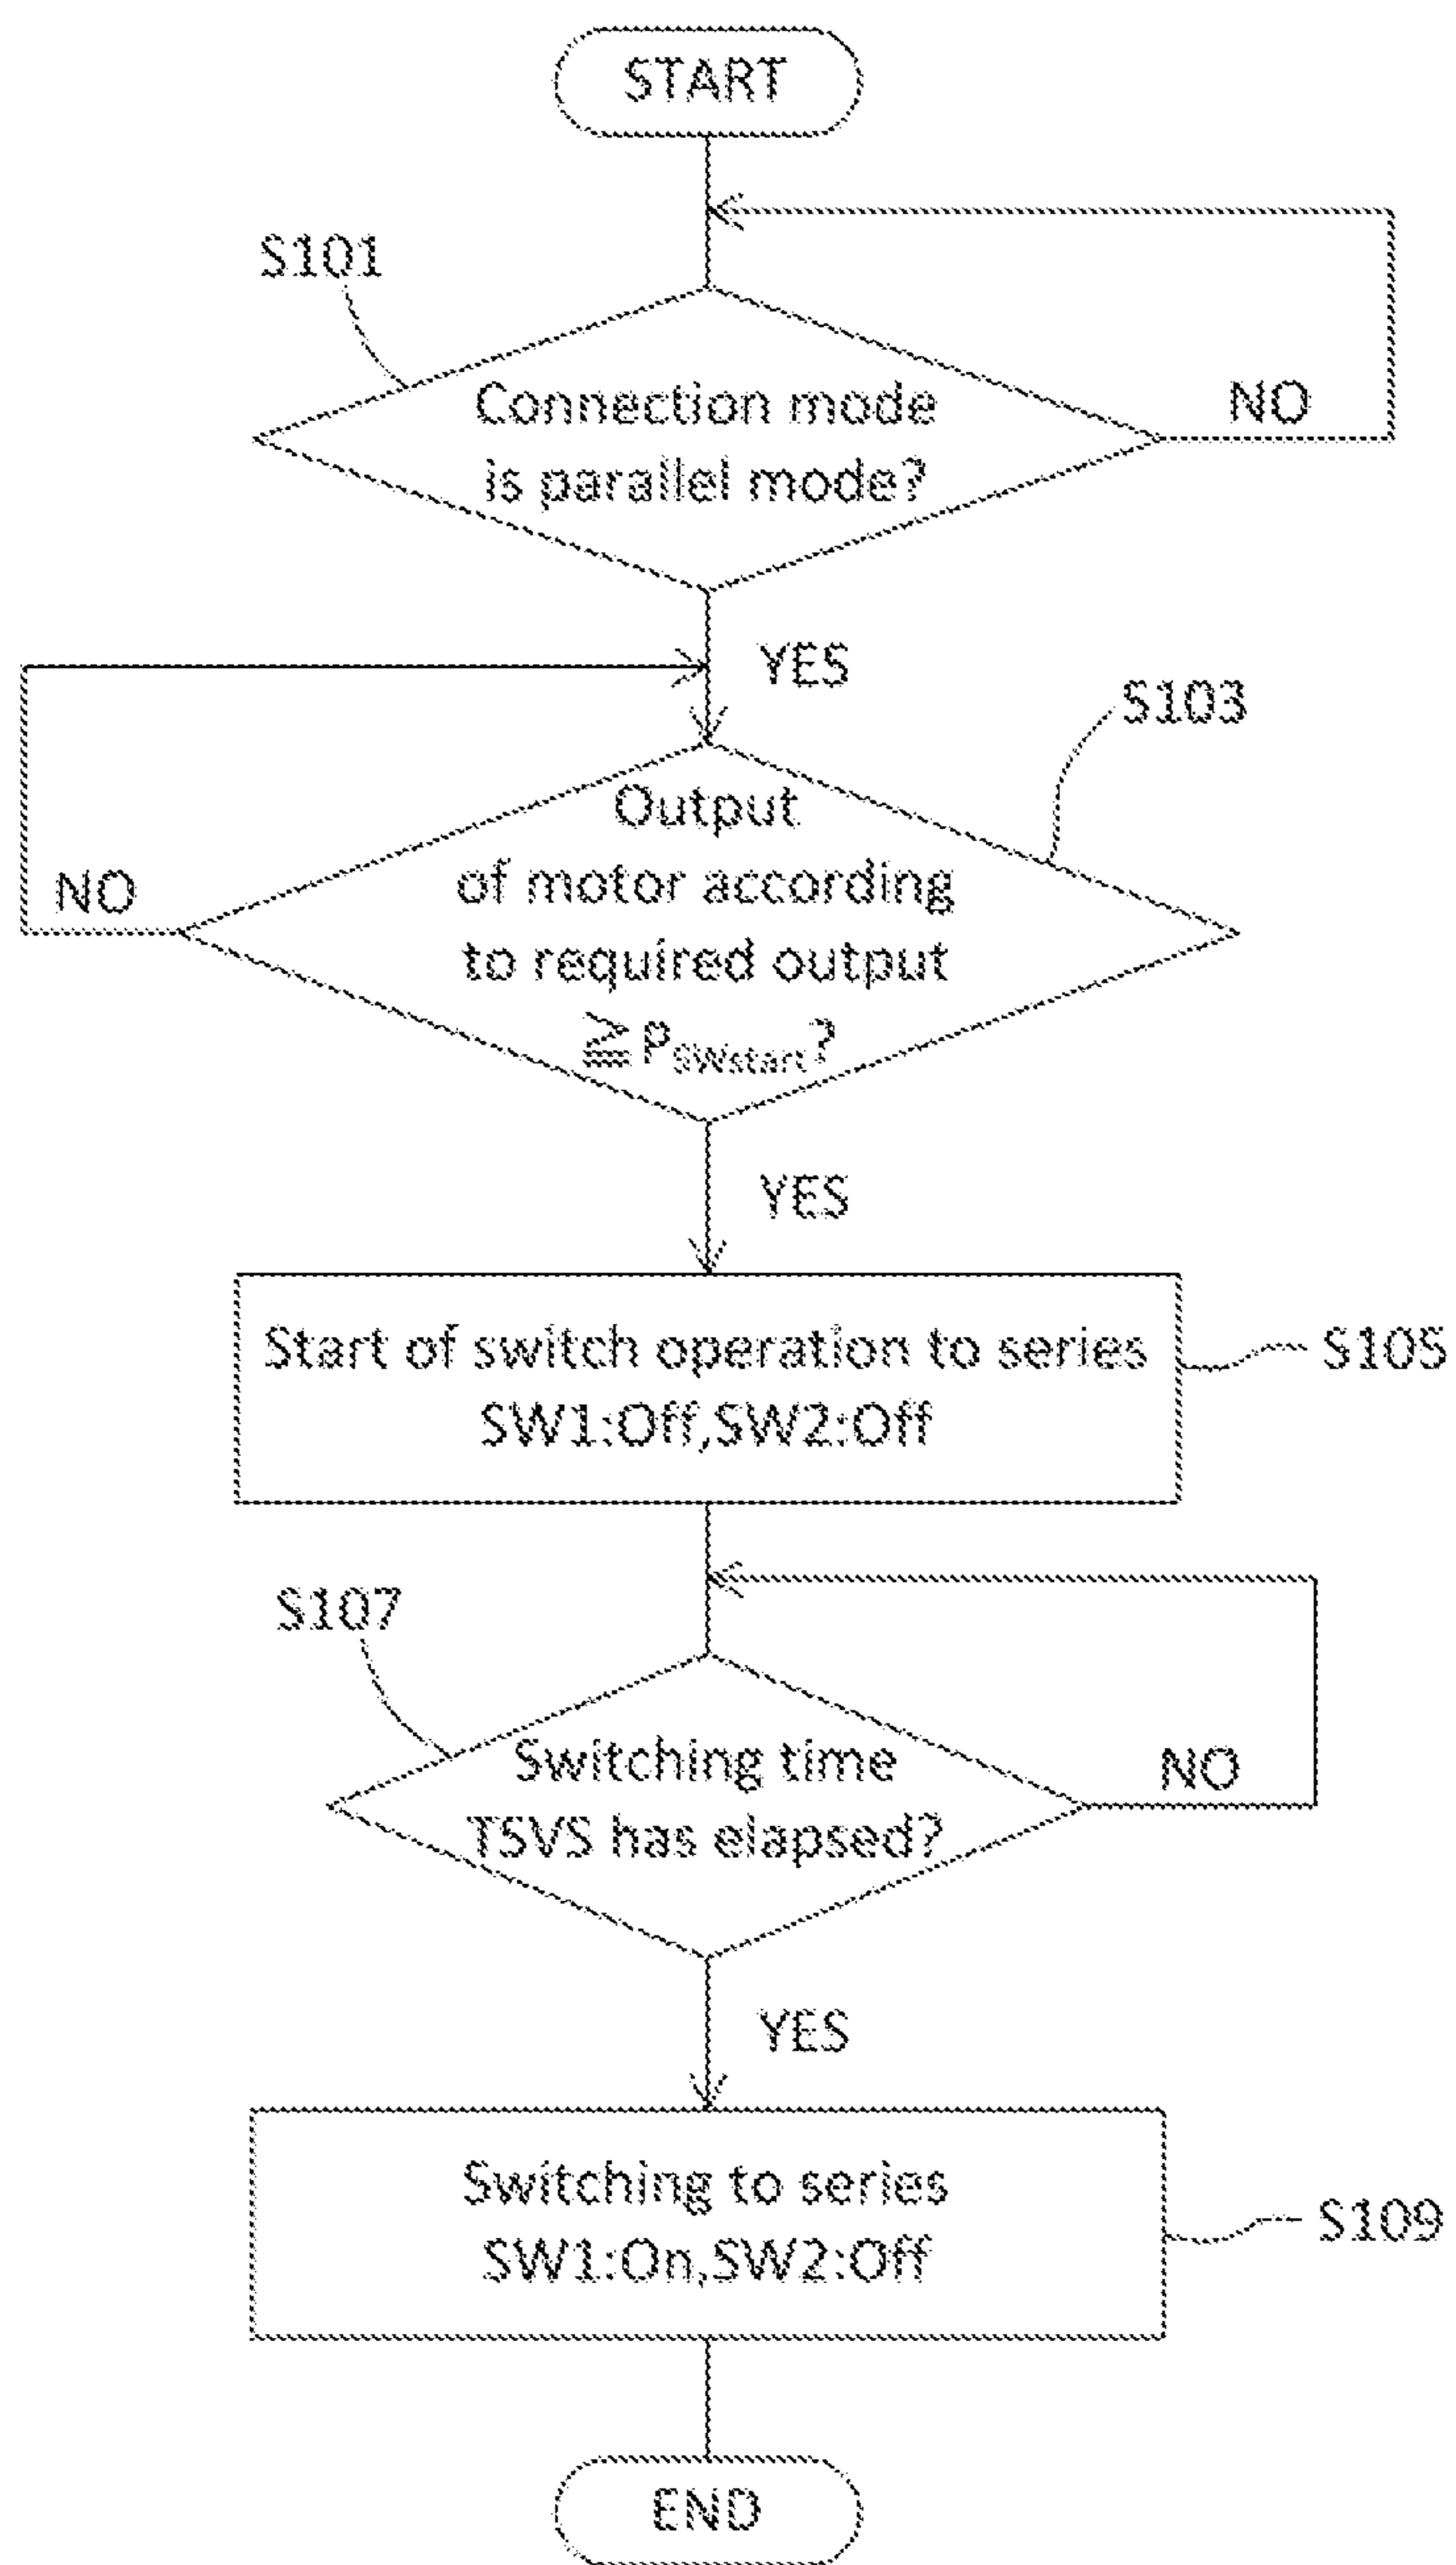 START
S101
Connection mode
is parallel mode?
NO
YES
S103
Output
of motor according
to required output
≧PSWstart?
NO
YES
Start of switch operation to series
SW1:Off,SW2:Off
S105
S107
Switching time
TSVS has elapsed?
NO
YES
Switching to series
SW1:On,SW2:Off
S109
END